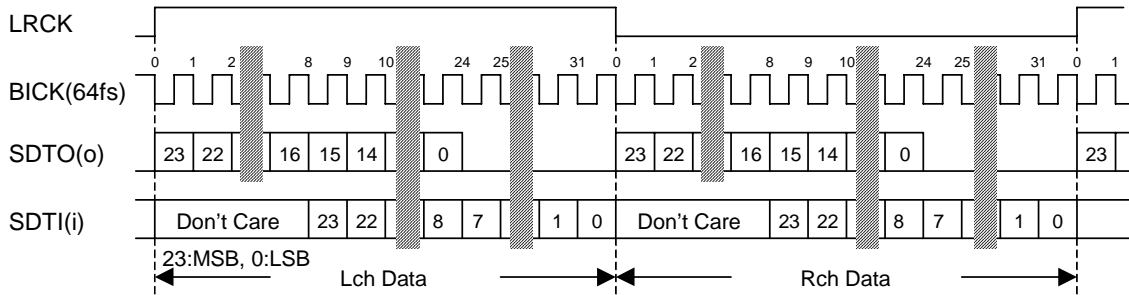 LRCK
0 1 2 8 9 10 24 25 31 0 1 2 8 9 10 24 25 31 0 1
BICK(64fs)
SDTO(o) 23 22 16 15 14 0 23 22 16 15 14 0 23
SDTI(i) Don't Care 23 22 8 7 1 0 Don't Care 23 22 8 7 1 0
23:MSB, 0:LSB
Lch Data Rch Data